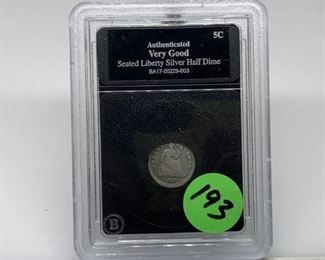 5C
Authenticated
Very Good
Seated Liberty Silver Half Dime
BA17-00229-003
193
B